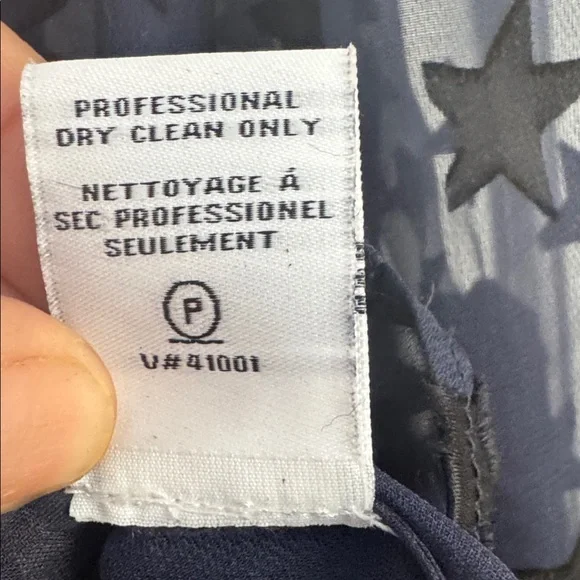 PROFESSIONAL
DRY CLEAN ONLY
NETTOYAGE Á
SEC PROFESSIONEL
SEULEMENT
P
V#41001